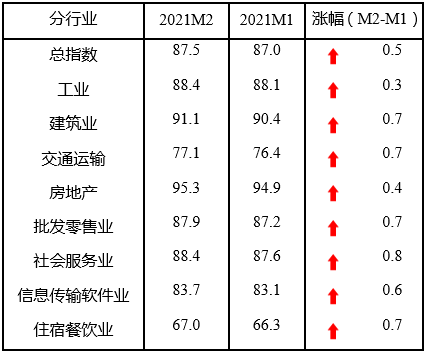 分行业 2021M2 2021M1 涨幅（M2-M1）
总指数 87.5 87.0 0.5
工业 88.4 88.1 0.3
建筑业 91.1 90.4 0.7
交通运输 77.1 76.4 0.7
房地产 95.3 94.9 0.4
批发零售业 87.9 87.2 0.7
社会服务业 88.4 87.6 0.8
信息传输软件业 83.7 83.1 0.6
住宿餐饮业 67.0 66.3 0.7